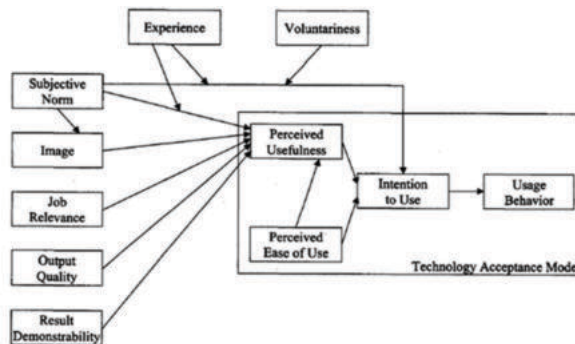 Experience
Voluntariness
Subjective
Norm
Image
Perceived
Usefulness
Job
Relevance
Intention
to Use
Usage
Behavior
Output
Quality
Perceived
Ease of Use
Technology Acceptance Mode
Result
Demonstrability